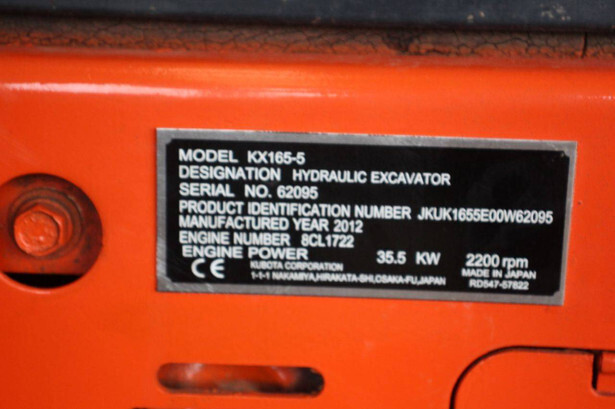 MODEL KX165-5
DESIGNATION HYDRAULIC EXCAVATOR
SERIAL NO. 62095
PRODUCT IDENTIFICATION NUMBER JKUK1655E00W62095
MANUFACTURED YEAR 2012
ENGINE NUMBER 8CL1722
ENGINE POWER 35.5 KW 2200 rpm
CE KUBOTA CORPORATION MADE IN JAPAN
1-1-1 NAKAMIYA,HIRAKATA-SHI,OSAKA-FU,JAPAN RD547-57822